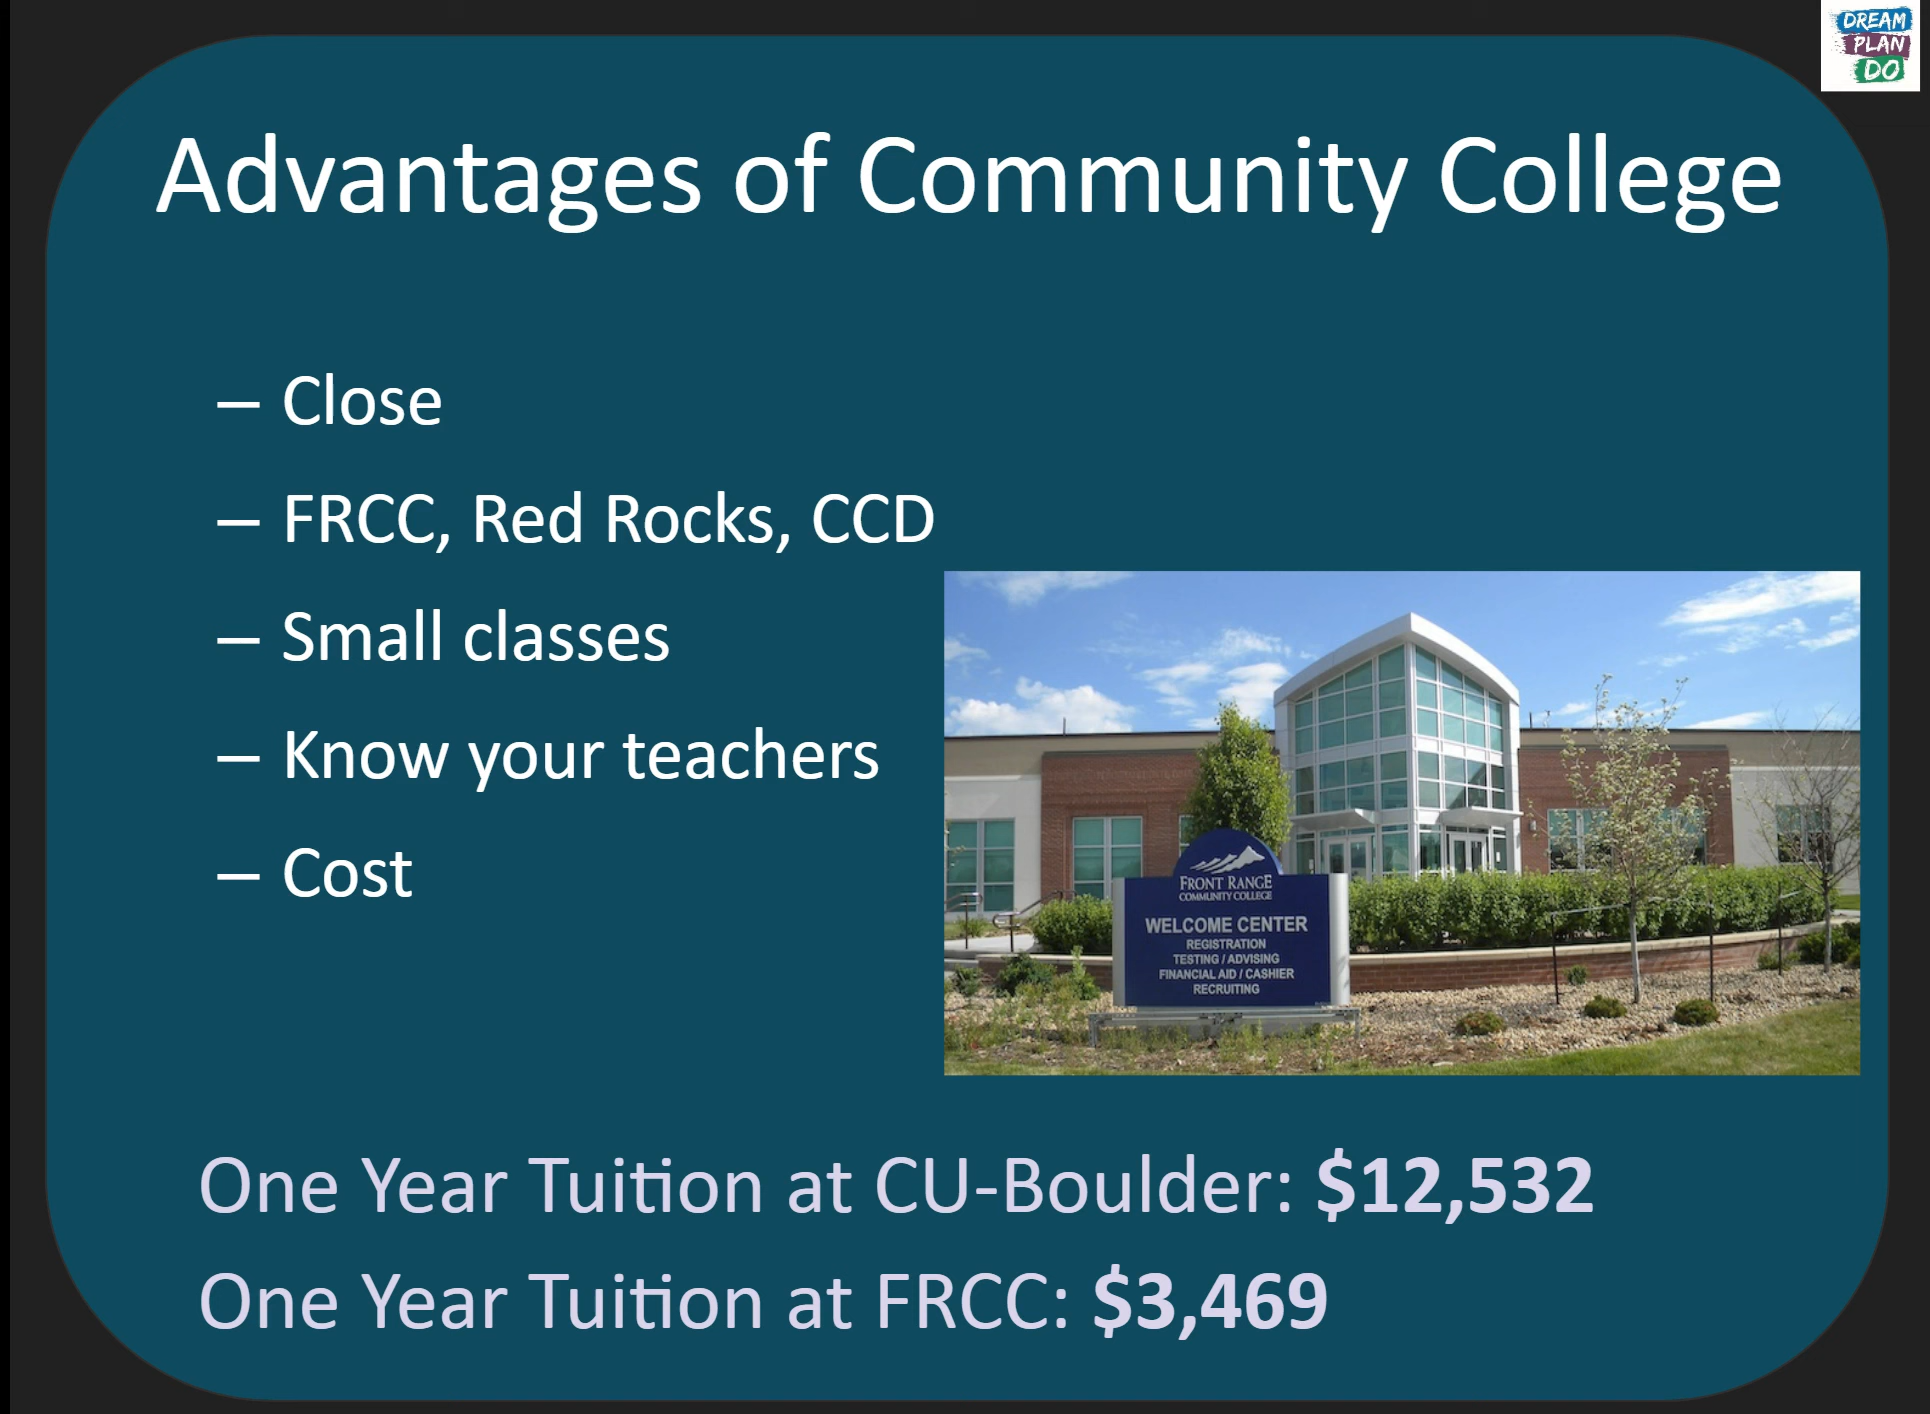 DREAM
PLAN
DO
Advantages of Community College
– Close
– FRCC, Red Rocks, CCD
– Small classes
– Know your teachers
– Cost
FRONT RANGE
COMMUNITY COLLEGE
WELCOME CENTER
REGISTRATION
TESTING / ADVISING
FINANCIAL AID / CASHIER
RECRUITING
One Year Tuition at CU-Boulder: $12,532
One Year Tuition at FRCC: $3,469